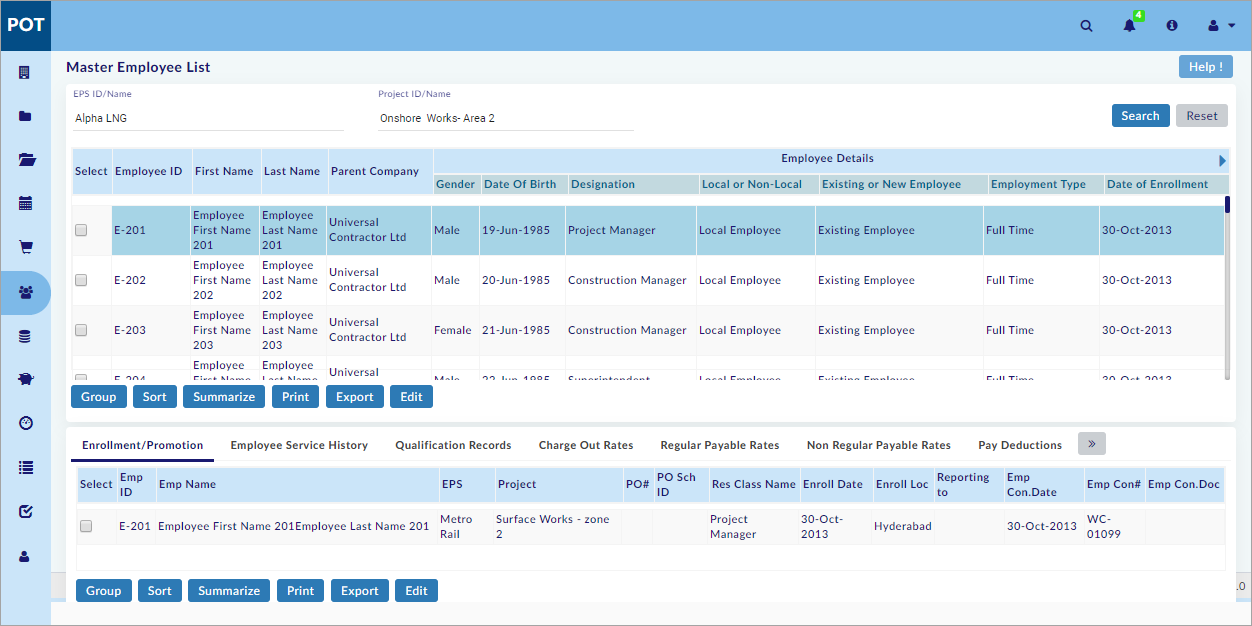 POT
4
Master Employee List
Help !
EPS ID/Name
Project ID/Name
Alpha LNG
Onshore Works- Area 2
Search
Reset
Select
Employee ID
First Name
Last Name
Parent Company
Employee Details
Gender
Date Of Birth
Designation
Local or Non-Local
Existing or New Employee
Employment Type
Date of Enrollment
E-201
Employee
First Name
201
Employee
Last Name
201
Universal
Contractor Ltd
Male
19-Jun-1985
Project Manager
Local Employee
Existing Employee
Full Time
30-Oct-2013
E-202
Employee
First Name
202
Employee
Last Name
202
Universal
Contractor Ltd
Male
20-Jun-1985
Construction Manager
Local Employee
Existing Employee
Full Time
30-Oct-2013
E-203
Employee
First Name
203
Employee
Last Name
203
Universal
Contractor Ltd
Female
21-Jun-1985
Construction Manager
Local Employee
Existing Employee
Full Time
30-Oct-2013
E-204
Employee
First Name
Employee
Last Name
Universal
Male
22-Jun-1985
Superintendent
Local Employee
Existing Employee
Full Time
30-Oct-2013
Group
Sort
Summarize
Print
Export
Edit
Enrollment/Promotion
Employee Service History
Qualification Records
Charge Out Rates
Regular Payable Rates
Non Regular Payable Rates
Pay Deductions
»
Select
Emp
ID
Emp Name
EPS
Project
PO#
PO Sch
ID
Res Class Name
Enroll Date
Enroll Loc
Reporting
to
Emp
Con.Date
Emp Con#
Emp Con.Doc
E-201
Employee First Name 201Employee Last Name 201
Metro
Rail
Surface Works - zone
2
Project
Manager
30-Oct-
2013
Hyderabad
30-Oct-2013
WC-
01099
Group
Sort
Summarize
Print
Export
Edit
.0